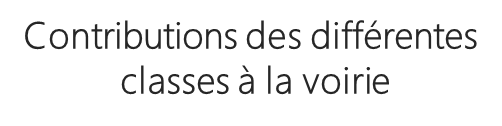 Contributions des différentes
classes à la voirie